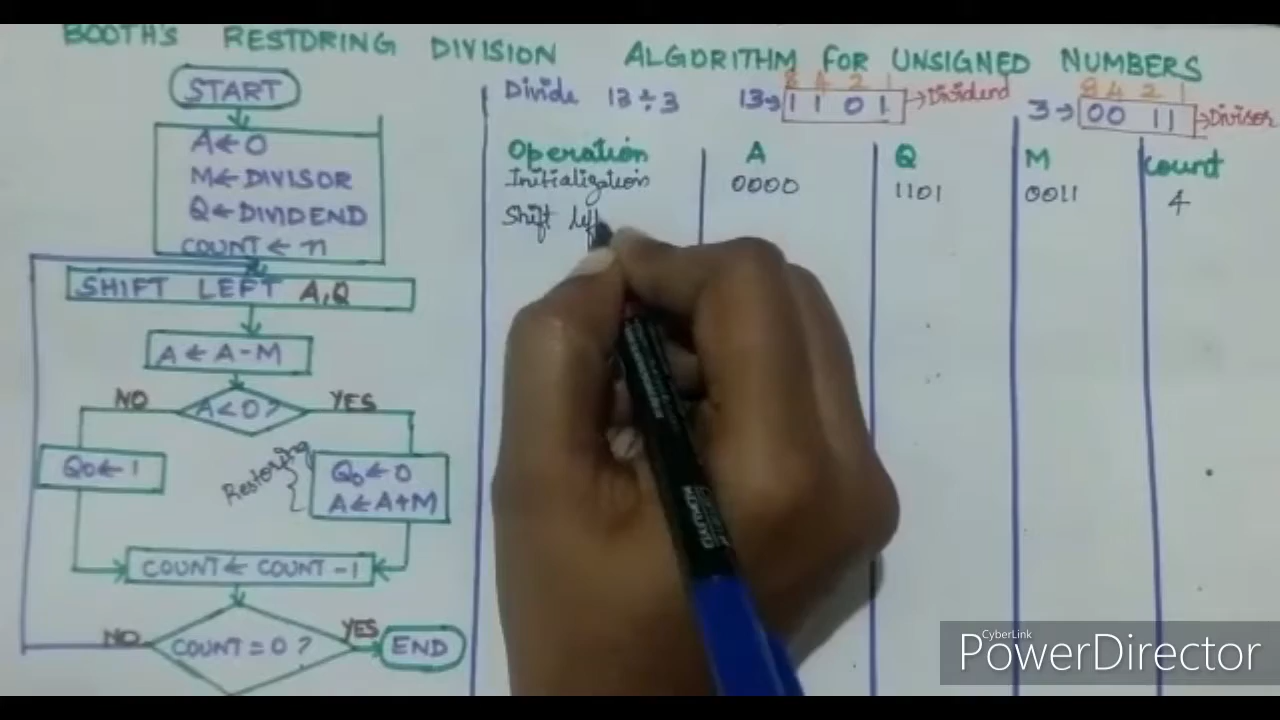 BOOTH'S RESTORING DIVISION ALGORITHM FOR UNSIGNED NUMBERS
START
A ← 0
M ← DIVISOR
Q ← DIVIDEND
COUNT ← n
SHIFT LEFT A,Q
A ← A - M
A < 0 ?
NO
YES
Q0 ← 1
Restoring
Q0 ← 0
A ← A + M
COUNT ← COUNT - 1
COUNT = 0 ?
NO
YES
END
Divide 13 ÷ 3
8 4 2 1
13 → 1 1 0 1 → Dividend
8 4 2 1
3 → 00 11 → Divisor
Operation A Q M count
Initialization 0000 1101 0011 4
Shift lef
CyberLink
PowerDirector